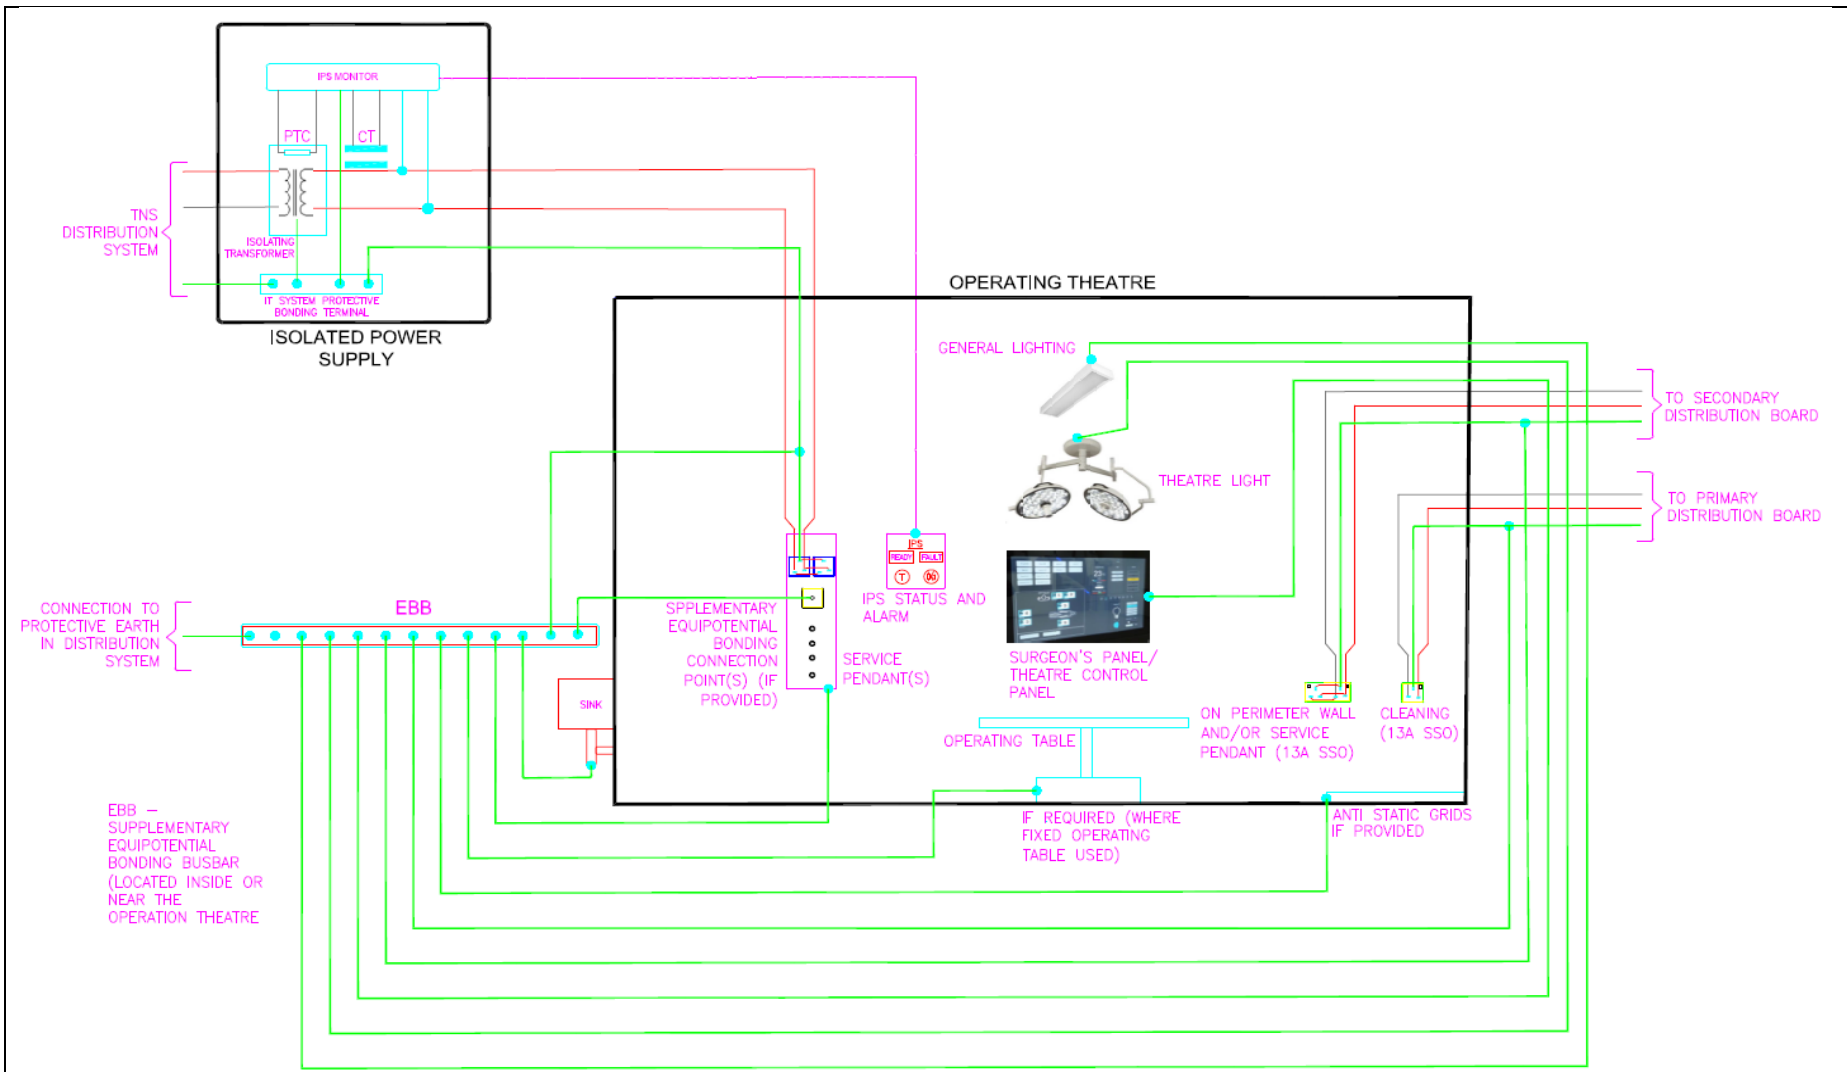 IPS MONITOR
PTC
CT
TNS
DISTRIBUTION
SYSTEM
ISOLATING
TRANSFORMER
IT SYSTEM PROTECTIVE
BONDING TERMINAL
ISOLATED POWER
SUPPLY
OPERATING THEATRE
GENERAL LIGHTING
THEATRE LIGHT
TO SECONDARY
DISTRIBUTION BOARD
TO PRIMARY
DISTRIBUTION BOARD
IPS
READY
FAULT
T
IPS STATUS AND
ALARM
CONNECTION TO
PROTECTIVE EARTH
IN DISTRIBUTION
SYSTEM
EBB
SPPLEMENTARY
EQUIPOTENTIAL
BONDING
CONNECTION
POINT(S) (IF
PROVIDED)
SERVICE
PENDANT(S)
SURGEON'S PANEL/
THEATRE CONTROL
PANEL
SINK
OPERATING TABLE
ON PERIMETER WALL
AND/OR SERVICE
PENDANT (13A SSO)
CLEANING
(13A SSO)
IF REQUIRED (WHERE
FIXED OPERATING
TABLE USED)
ANTI STATIC GRIDS
IF PROVIDED
EBB –
SUPPLEMENTARY
EQUIPOTENTIAL
BONDING BUSBAR
(LOCATED INSIDE OR
NEAR THE
OPERATION THEATRE